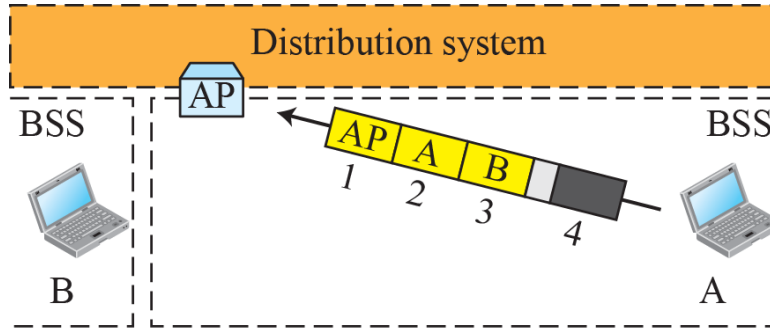 Distribution system
AP
BSS
BSS
AP A B
1 2 3 4
B
A